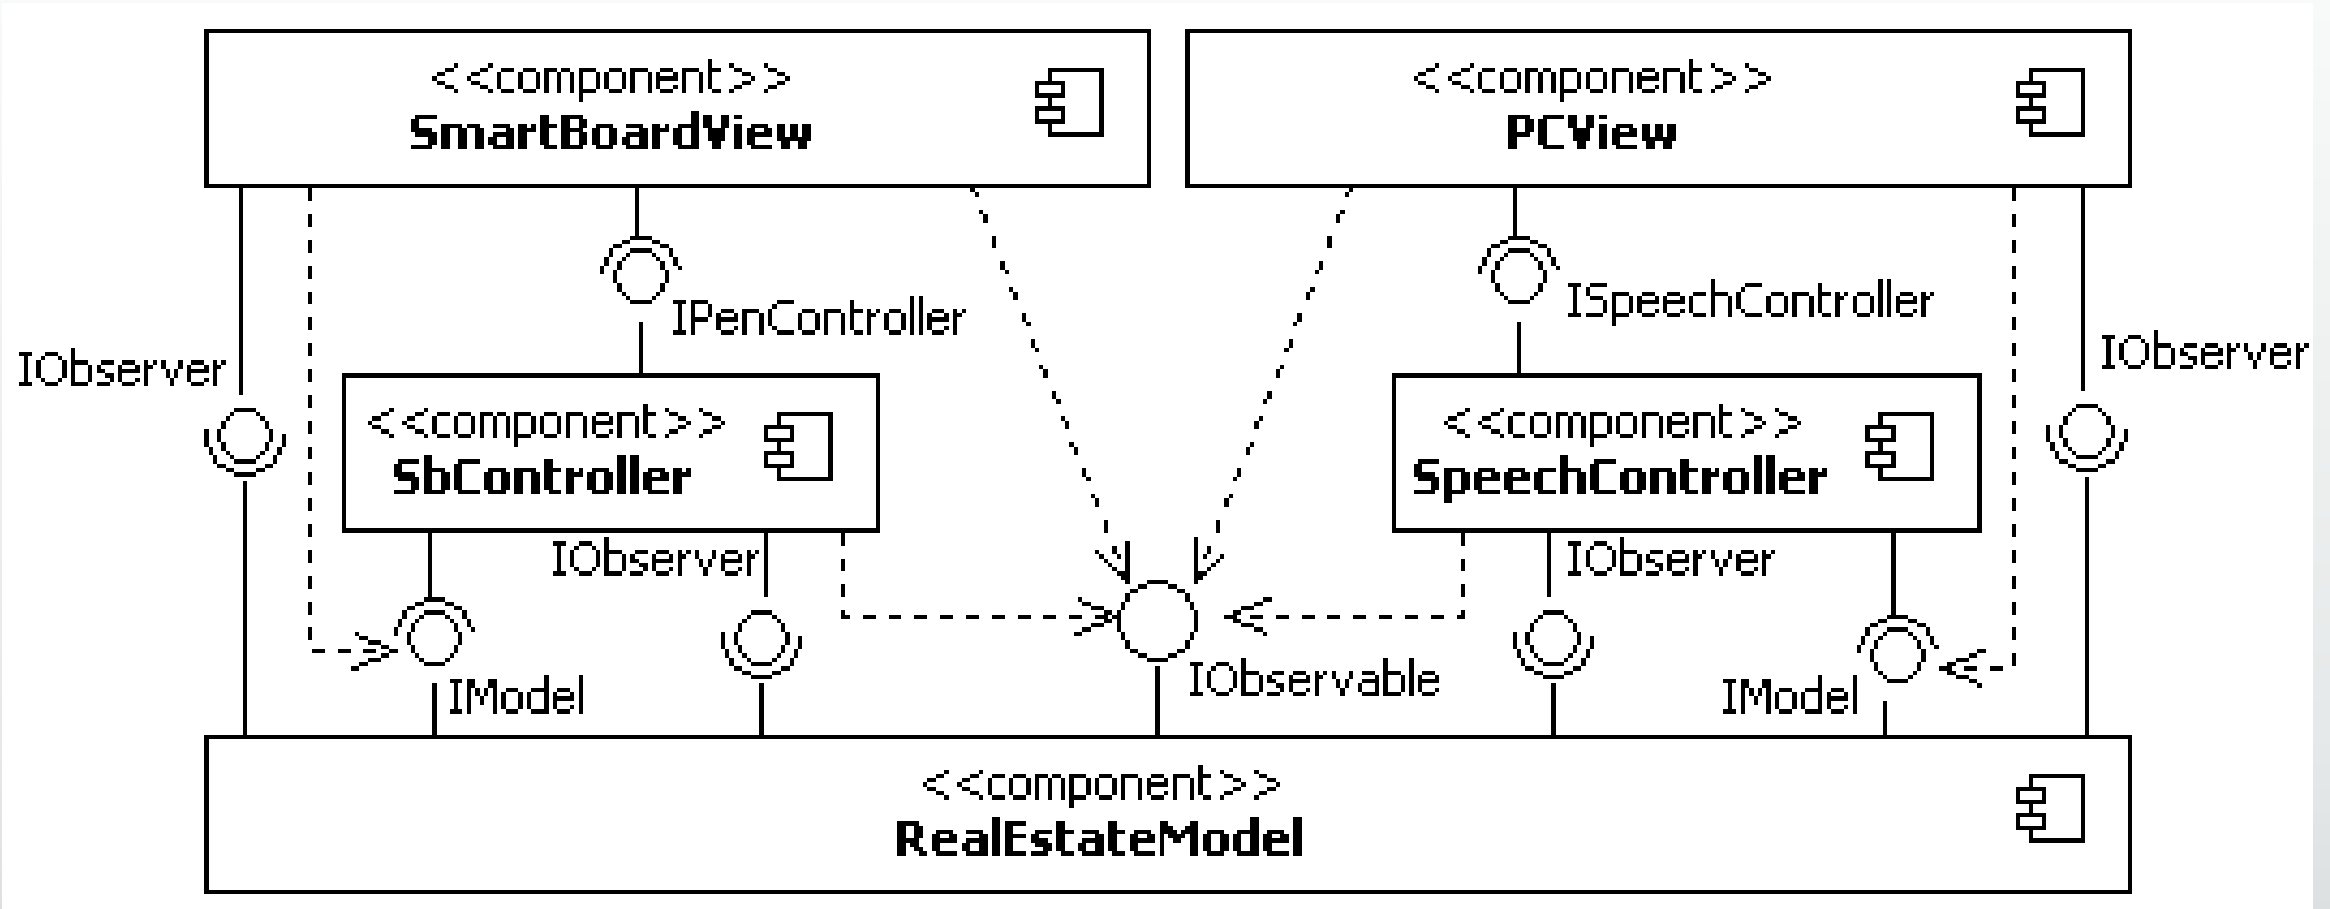 <<component>>
SmartBoardView
<<component>>
PCView
IPenController
ISpeechController
IObserver
IObserver
<<component>>
SbController
<<component>>
SpeechController
IObserver
IObserver
IObservable
IModel
IModel
<<component>>
RealEstateModel